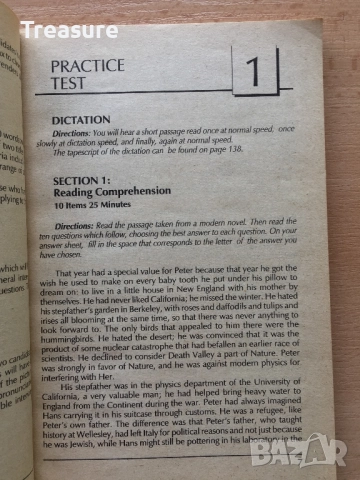 Treasure
PRACTICE
TEST
1
DICTATION
Directions: You will hear a short passage read once at normal speed, once
slowly at dictation speed, and finally, again at normal speed.
The tapescript of the dictation can be found on page 138.
SECTION 1:
Reading Comprehension
10 Items 25 Minutes
Directions: Read the passage taken from a modern novel. Then read the
ten questions which follow, choosing the best answer to each question. On your
answer sheet, fill in the space that corresponds to the letter of the answer you
have chosen.
That year had a special value for Peter because that year he got the
wish he used to make on every baby tooth he had put under his pillow to
dream on: to live in a little house in New England with his mother by
themselves. He had never liked California; he missed the winter. He hated
his stepfather's garden in Berkeley, with roses and daffodils and tulips and
irises all blooming at the same time, so that there was never anything to
look forward to. The only birds that appealed to him there were the
hummingbirds. He hated the desert; he was convinced that it was the
product of some nuclear catastrophe that had befallen an earlier race of
scientists. He declined to consider Death Valley a part of Nature. Peter
was strongly in favor of Nature, and he was against modern physics for
interfering with Her.
His stepfather was in the physics department of the University of
California, a very valuable man; he had helped bring heavy water to
England from the Continent during the war. Peter had always imagined
Hans carrying it in his suitcase through customs. He was a refugee, like
Peter's own father. The difference was that Peter's father, who taught
history at Wellesley, had left Italy for political reasons and not just because
he was Jewish, while Hans might still be pottering in his laboratory in the
BAZAR